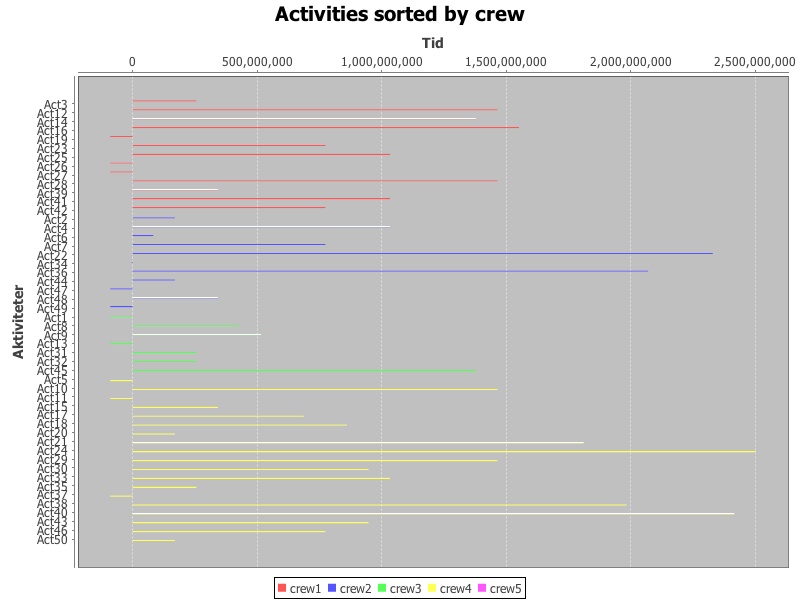 Activities sorted by crew
Tid
0 500,000,000 1,000,000,000 1,500,000,000 2,000,000,000 2,500,000,000
Aktiviteter
Act3
Act12
Act14
Act16
Act19
Act23
Act25
Act26
Act27
Act28
Act39
Act41
Act42
Act2
Act4
Act6
Act7
Act22
Act34
Act36
Act44
Act47
Act48
Act49
Act1
Act8
Act9
Act13
Act31
Act32
Act45
Act5
Act10
Act11
Act15
Act17
Act18
Act20
Act21
Act24
Act29
Act30
Act33
Act35
Act37
Act38
Act40
Act43
Act46
Act50
crew1 crew2 crew3 crew4 crew5